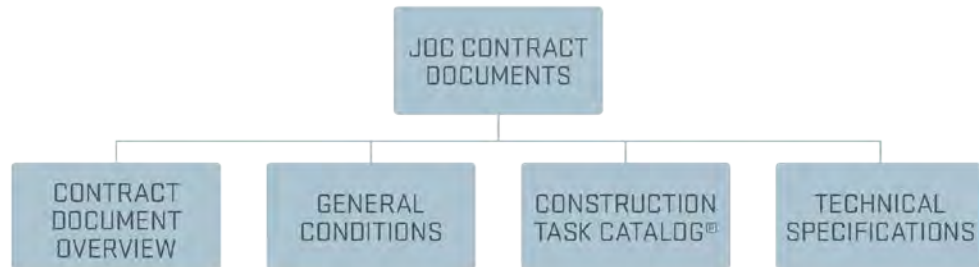 JOC CONTRACT
DOCUMENTS
CONTRACT
DOCUMENT
OVERVIEW
GENERAL
CONDITIONS
CONSTRUCTION
TASK CATALOG®
TECHNICAL
SPECIFICATIONS